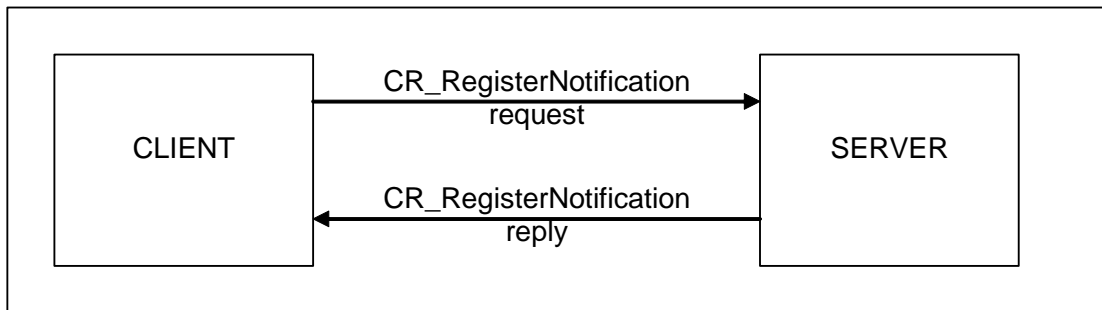 CR_RegisterNotification
request
CLIENT
SERVER
CR_RegisterNotification
reply